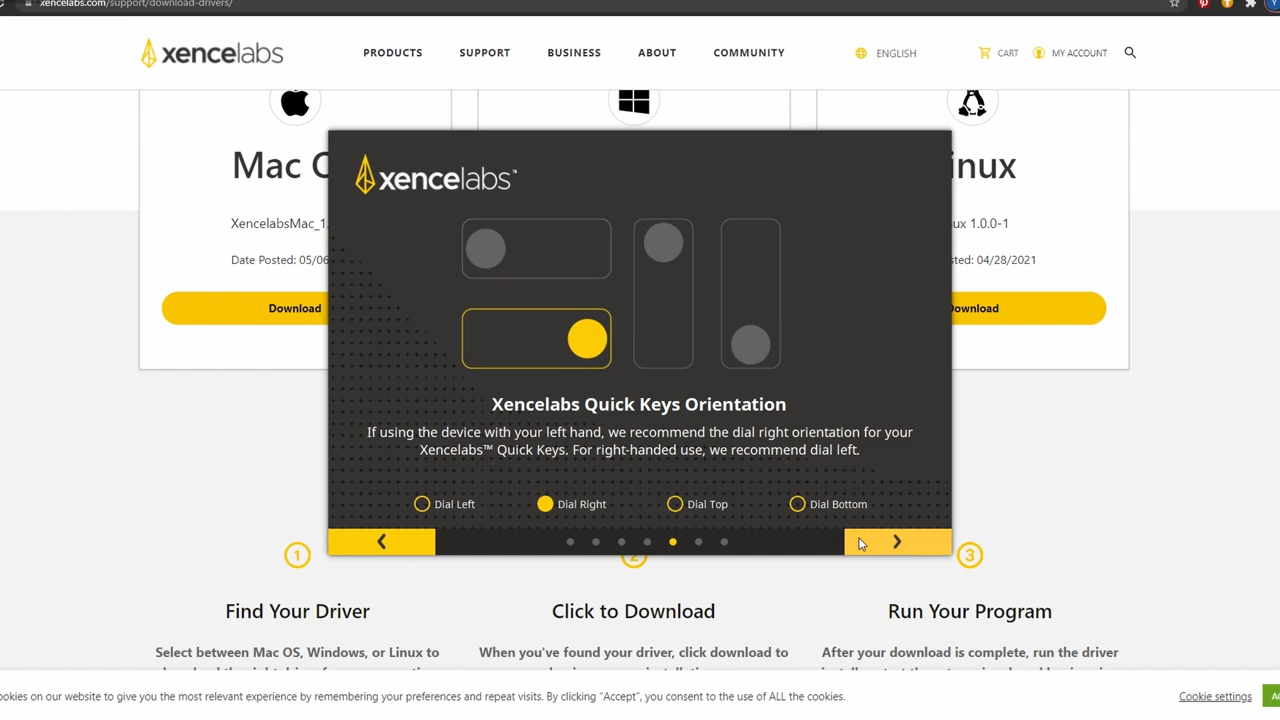 xencelabs.com/support/download-drivers/
xencelabs
PRODUCTS
SUPPORT
BUSINESS
ABOUT
COMMUNITY
ENGLISH
CART
MY ACCOUNT
Mac
inux
XencelabsMac_1.
ux 1.0.0-1
Date Posted: 05/06
sted: 04/28/2021
Download
Download
xencelabs™
Xencelabs Quick Keys Orientation
If using the device with your left hand, we recommend the dial right orientation for your
Xencelabs™ Quick Keys. For right-handed use, we recommend dial left.
Dial Left
Dial Right
Dial Top
Dial Bottom
1
2
3
Find Your Driver
Click to Download
Run Your Program
Select between Mac OS, Windows, or Linux to
When you've found your driver, click download to
After your download is complete, run the driver
ookies on our website to give you the most relevant experience by remembering your preferences and repeat visits. By clicking “Accept”, you consent to the use of ALL the cookies.
Cookie settings